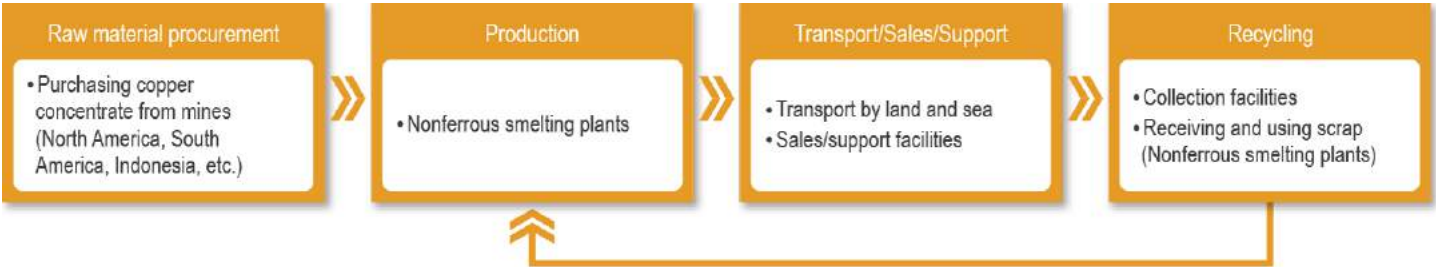 Raw material procurement
• Purchasing copper
concentrate from mines
(North America, South
America, Indonesia, etc.)
Production
• Nonferrous smelting plants
Transport/Sales/Support
• Transport by land and sea
• Sales/support facilities
Recycling
• Collection facilities
• Receiving and using scrap
(Nonferrous smelting plants)